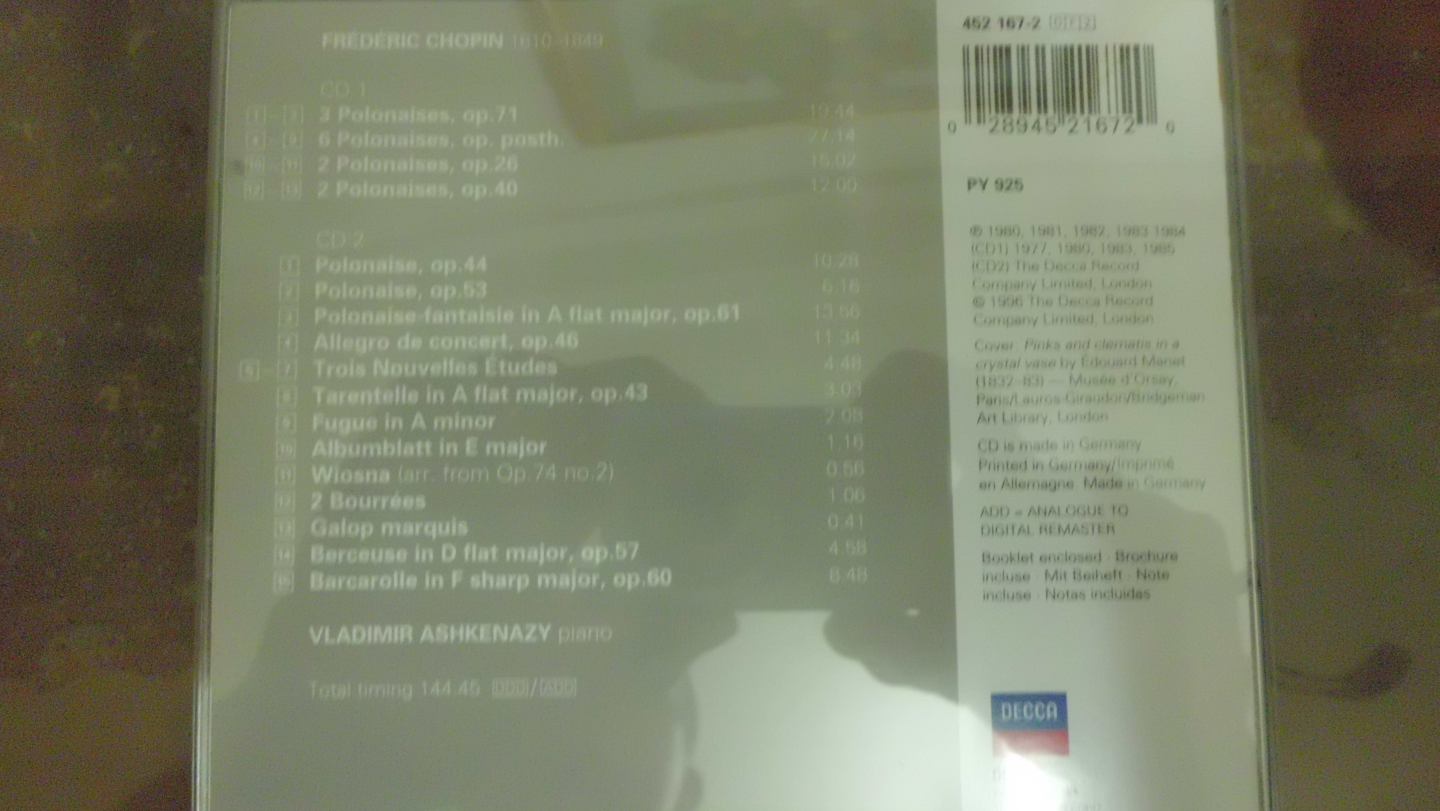 FRÉDÉRIC CHOPIN 1810-1849
CD 1
1 - 3 3 Polonaises, op.71 19.44
4 - 9 6 Polonaises, op. posth. 27.14
10 - 11 2 Polonaises, op.26 15.02
12 - 13 2 Polonaises, op.40 12.00
CD 2
1 Polonaise, op.44 10.28
2 Polonaise, op.53 6.16
3 Polonaise-fantaisie in A flat major, op.61 13.56
4 Allegro de concert, op.46 11.34
5 - 7 Trois Nouvelles Études 4.48
8 Tarentelle in A flat major, op.43 3.03
9 Fugue in A minor 2.08
10 Albumblatt in E major 1.16
11 Wiosna (arr. from Op.74 no.2) 0.56
12 2 Bourrées 1.06
13 Galop marquis 0.41
14 Berceuse in D flat major, op.57 4.58
15 Barcarolle in F sharp major, op.60 8.48
VLADIMIR ASHKENAZY piano
Total timing 144.45 DDD/ADD
452 167-2 DF2
0 28945 21672 0
PY 925
℗ 1980, 1981, 1982, 1983 1984
(CD1) 1977, 1980, 1983, 1985
(CD2) The Decca Record
Company Limited, London
© 1996 The Decca Record
Company Limited, London
Cover: Pinks and clematis in a
crystal vase by Édouard Manet
(1832-83) — Musée d'Orsay,
Paris/Lauros-Giraudon/Bridgeman
Art Library, London
CD is made in Germany
Printed in Germany/Imprimé
en Allemagne Made in Germany
ADD = ANALOGUE TO
DIGITAL REMASTER
Booklet enclosed · Brochure
incluse · Mit Beiheft · Note
incluse · Notas incluidas
DECCA